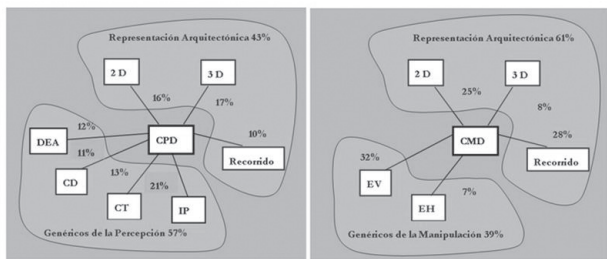 Representación Arquitectónica 43%
2 D
3 D
16%
17%
DEA
12%
CPD
10%
11%
Recorrido
CD
13%
21%
CT
IP
Genéricos de la Percepción 57%
Representación Arquitectónica 61%
2 D
3 D
25%
8%
CMD
28%
32%
Recorrido
EV
7%
EH
Genéricos de la Manipulación 39%